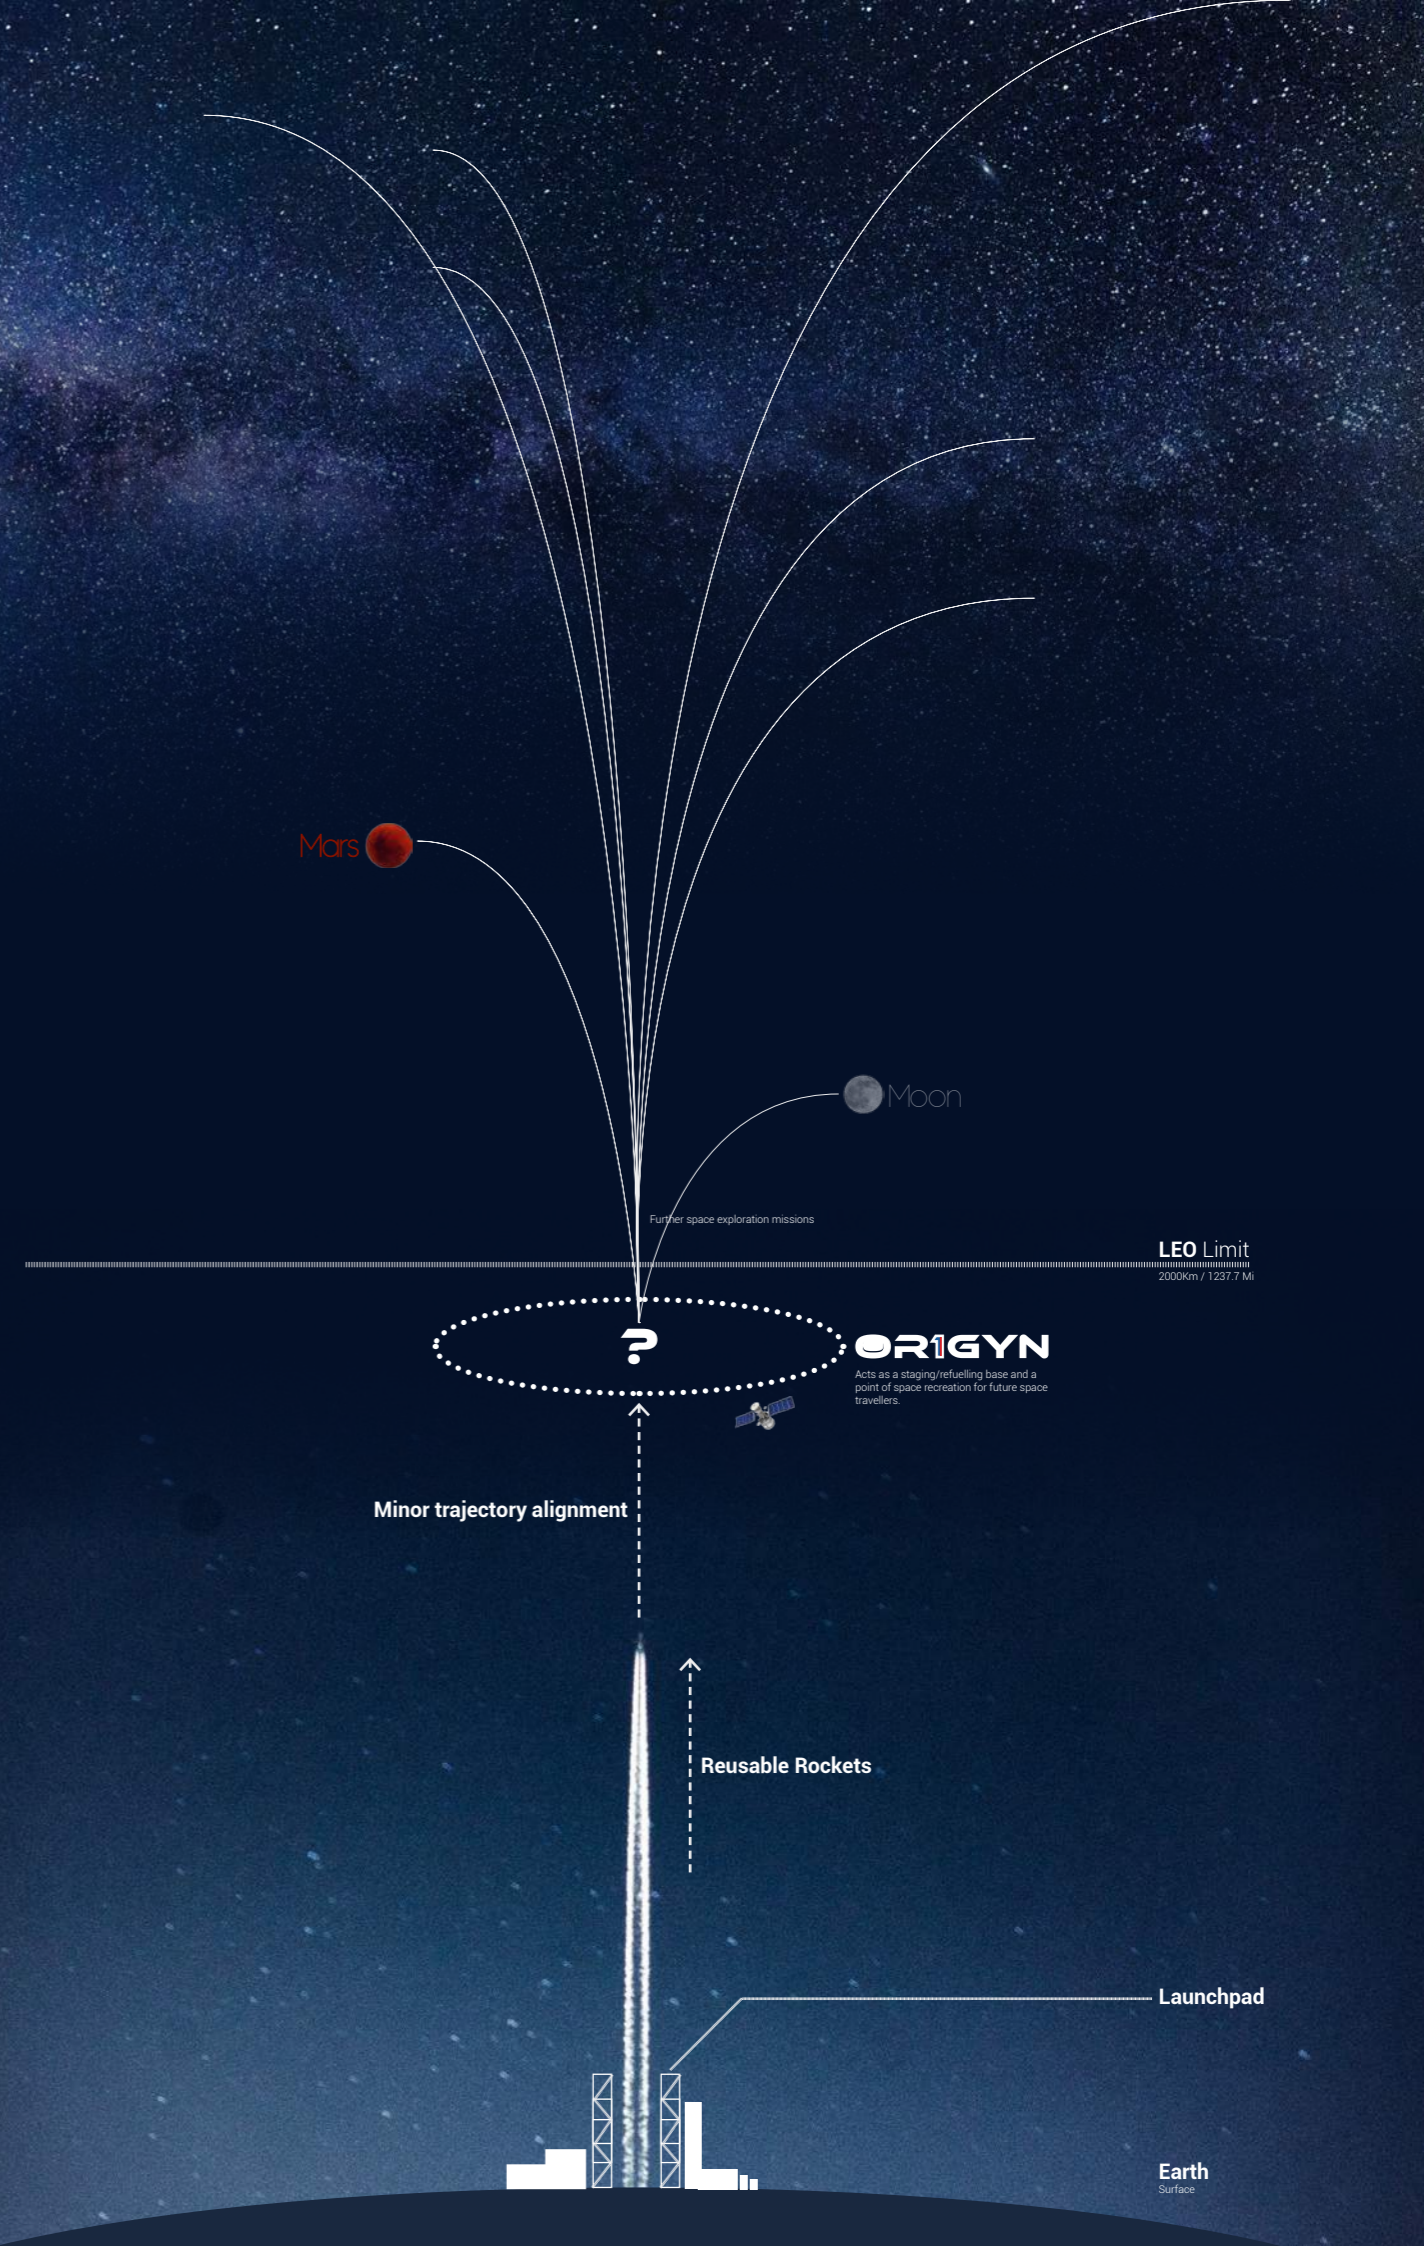 Mars
Moon
Further space exploration missions
LEO Limit
2000Km / 1237.7 Mi
?
OR1GYN
Acts as a staging/refuelling base and a
point of space recreation for future space
travellers.
Minor trajectory alignment
Reusable Rockets
Launchpad
Earth
Surface